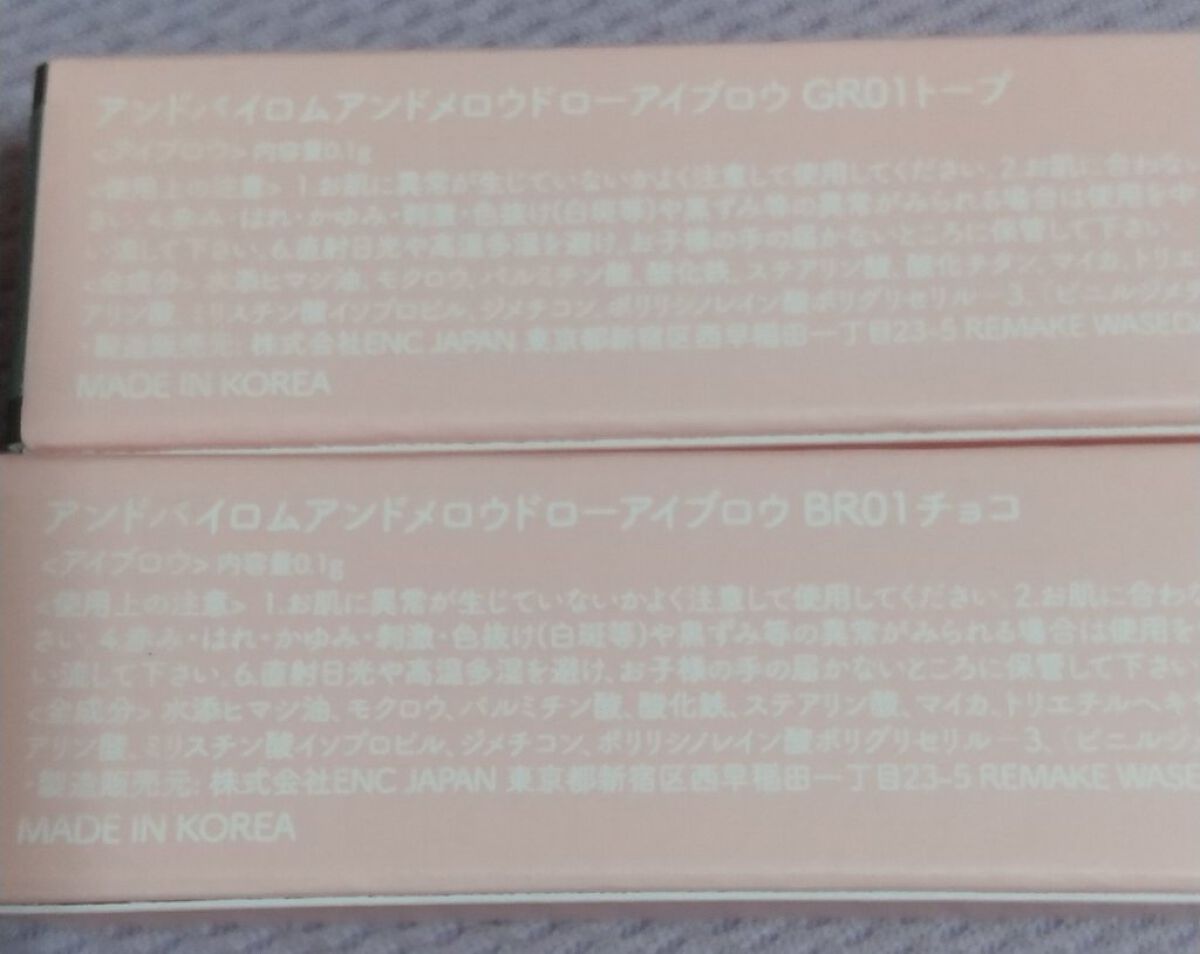 アンドバイロムアンドメロウドローアイブロウ GR01トープ
<アイブロウ> 内容量0.1g
<使用上の注意> 1.お肌に異常が生じていないかよく注意して使用してください. 2.お肌に合わない
さい. 4.赤み・はれ・かゆみ・刺激・色抜け(白斑等)や黒ずみ等の異常がみられる場合は使用を中
い流して下さい. 6.直射日光や高温多湿を避け、お子様の手の届かないところに保管して下さい.
<全成分> 水添ヒマシ油、モクロウ、パルミチン酸、酸化鉄、ステアリン酸、酸化チタン、マイカ、トリエ
アリン酸、ミリスチン酸イソプロピル、ジメチコン、ポリリシノレイン酸ポリグリセリル-3、(ビニルジメチ
・製造販売元: 株式会社ENC JAPAN 東京都新宿区西早稲田一丁目23-5 REMAKE WASED
MADE IN KOREA
アンドバイロムアンドメロウドローアイブロウ BR01チョコ
<アイブロウ> 内容量0.1g
<使用上の注意> 1.お肌に異常が生じていないかよく注意して使用してください. 2.お肌に合わな
さい. 4.赤み・はれ・かゆみ・刺激・色抜け(白斑等)や黒ずみ等の異常がみられる場合は使用を
い流して下さい. 6.直射日光や高温多湿を避け、お子様の手の届かないところに保管して下さい
<全成分> 水添ヒマシ油、モクロウ、パルミチン酸、酸化鉄、ステアリン酸、マイカ、トリエチルヘキ
アリン酸、ミリスチン酸イソプロピル、ジメチコン、ポリリシノレイン酸ポリグリセリル-3、(ビニルジ
・製造販売元: 株式会社ENC JAPAN 東京都新宿区西早稲田一丁目23-5 REMAKE WASE
MADE IN KOREA